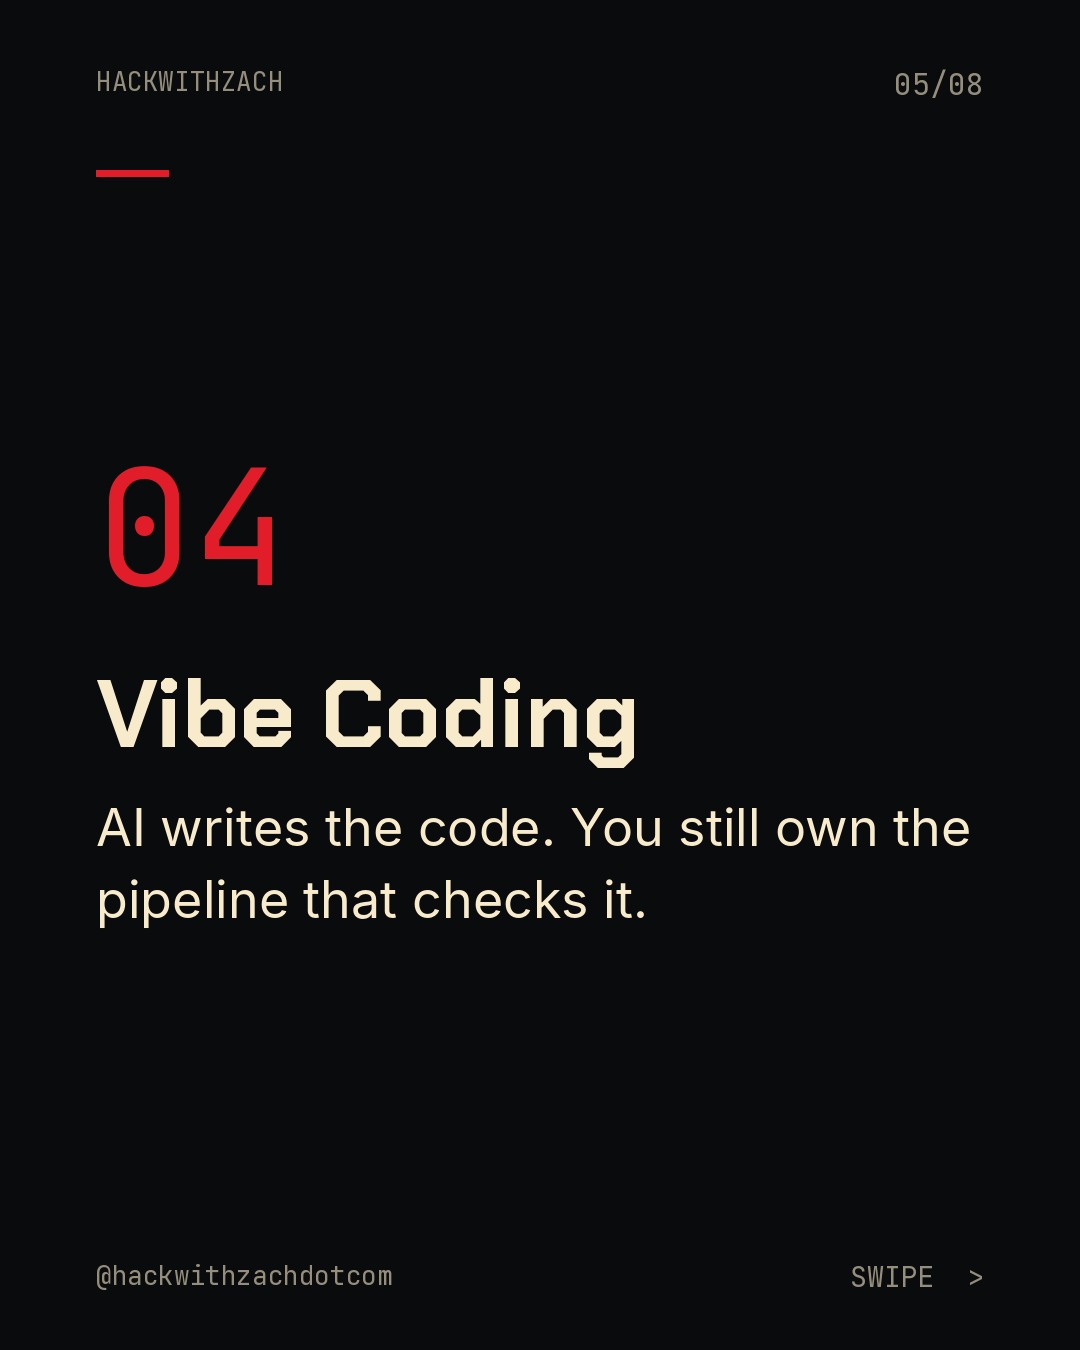 HACKWITHZACH
05/08
04
Vibe Coding
AI writes the code. You still own the
pipeline that checks it.
@hackwithzachdotcom
SWIPE >